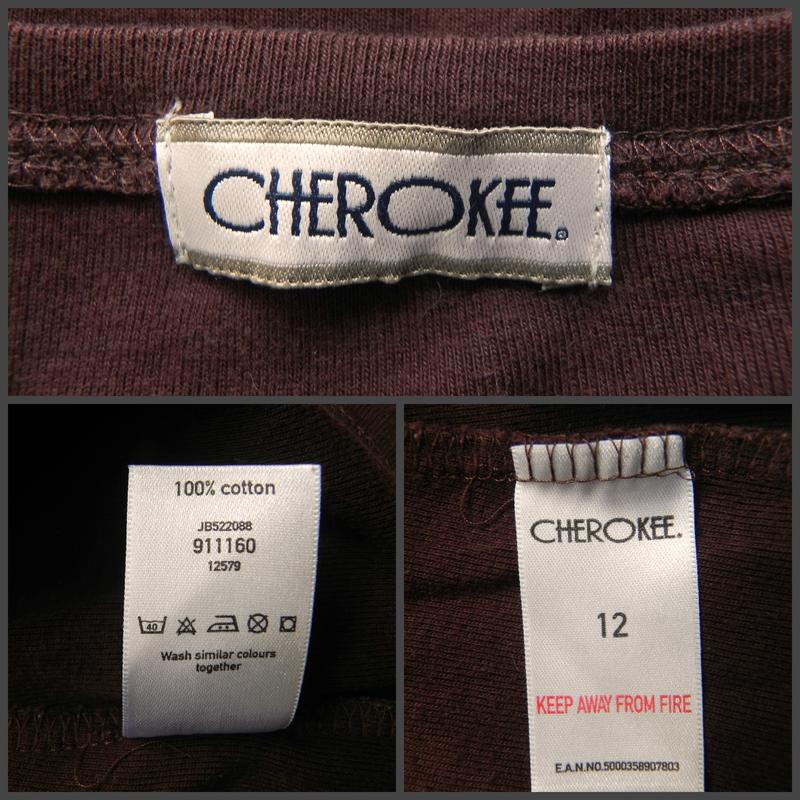 CHEROKEE®
100% cotton
JB522088
911160
12579
40
Wash similar colours
together
CHEROKEE.
12
KEEP AWAY FROM FIRE
E.A.N.NO.5000358907803